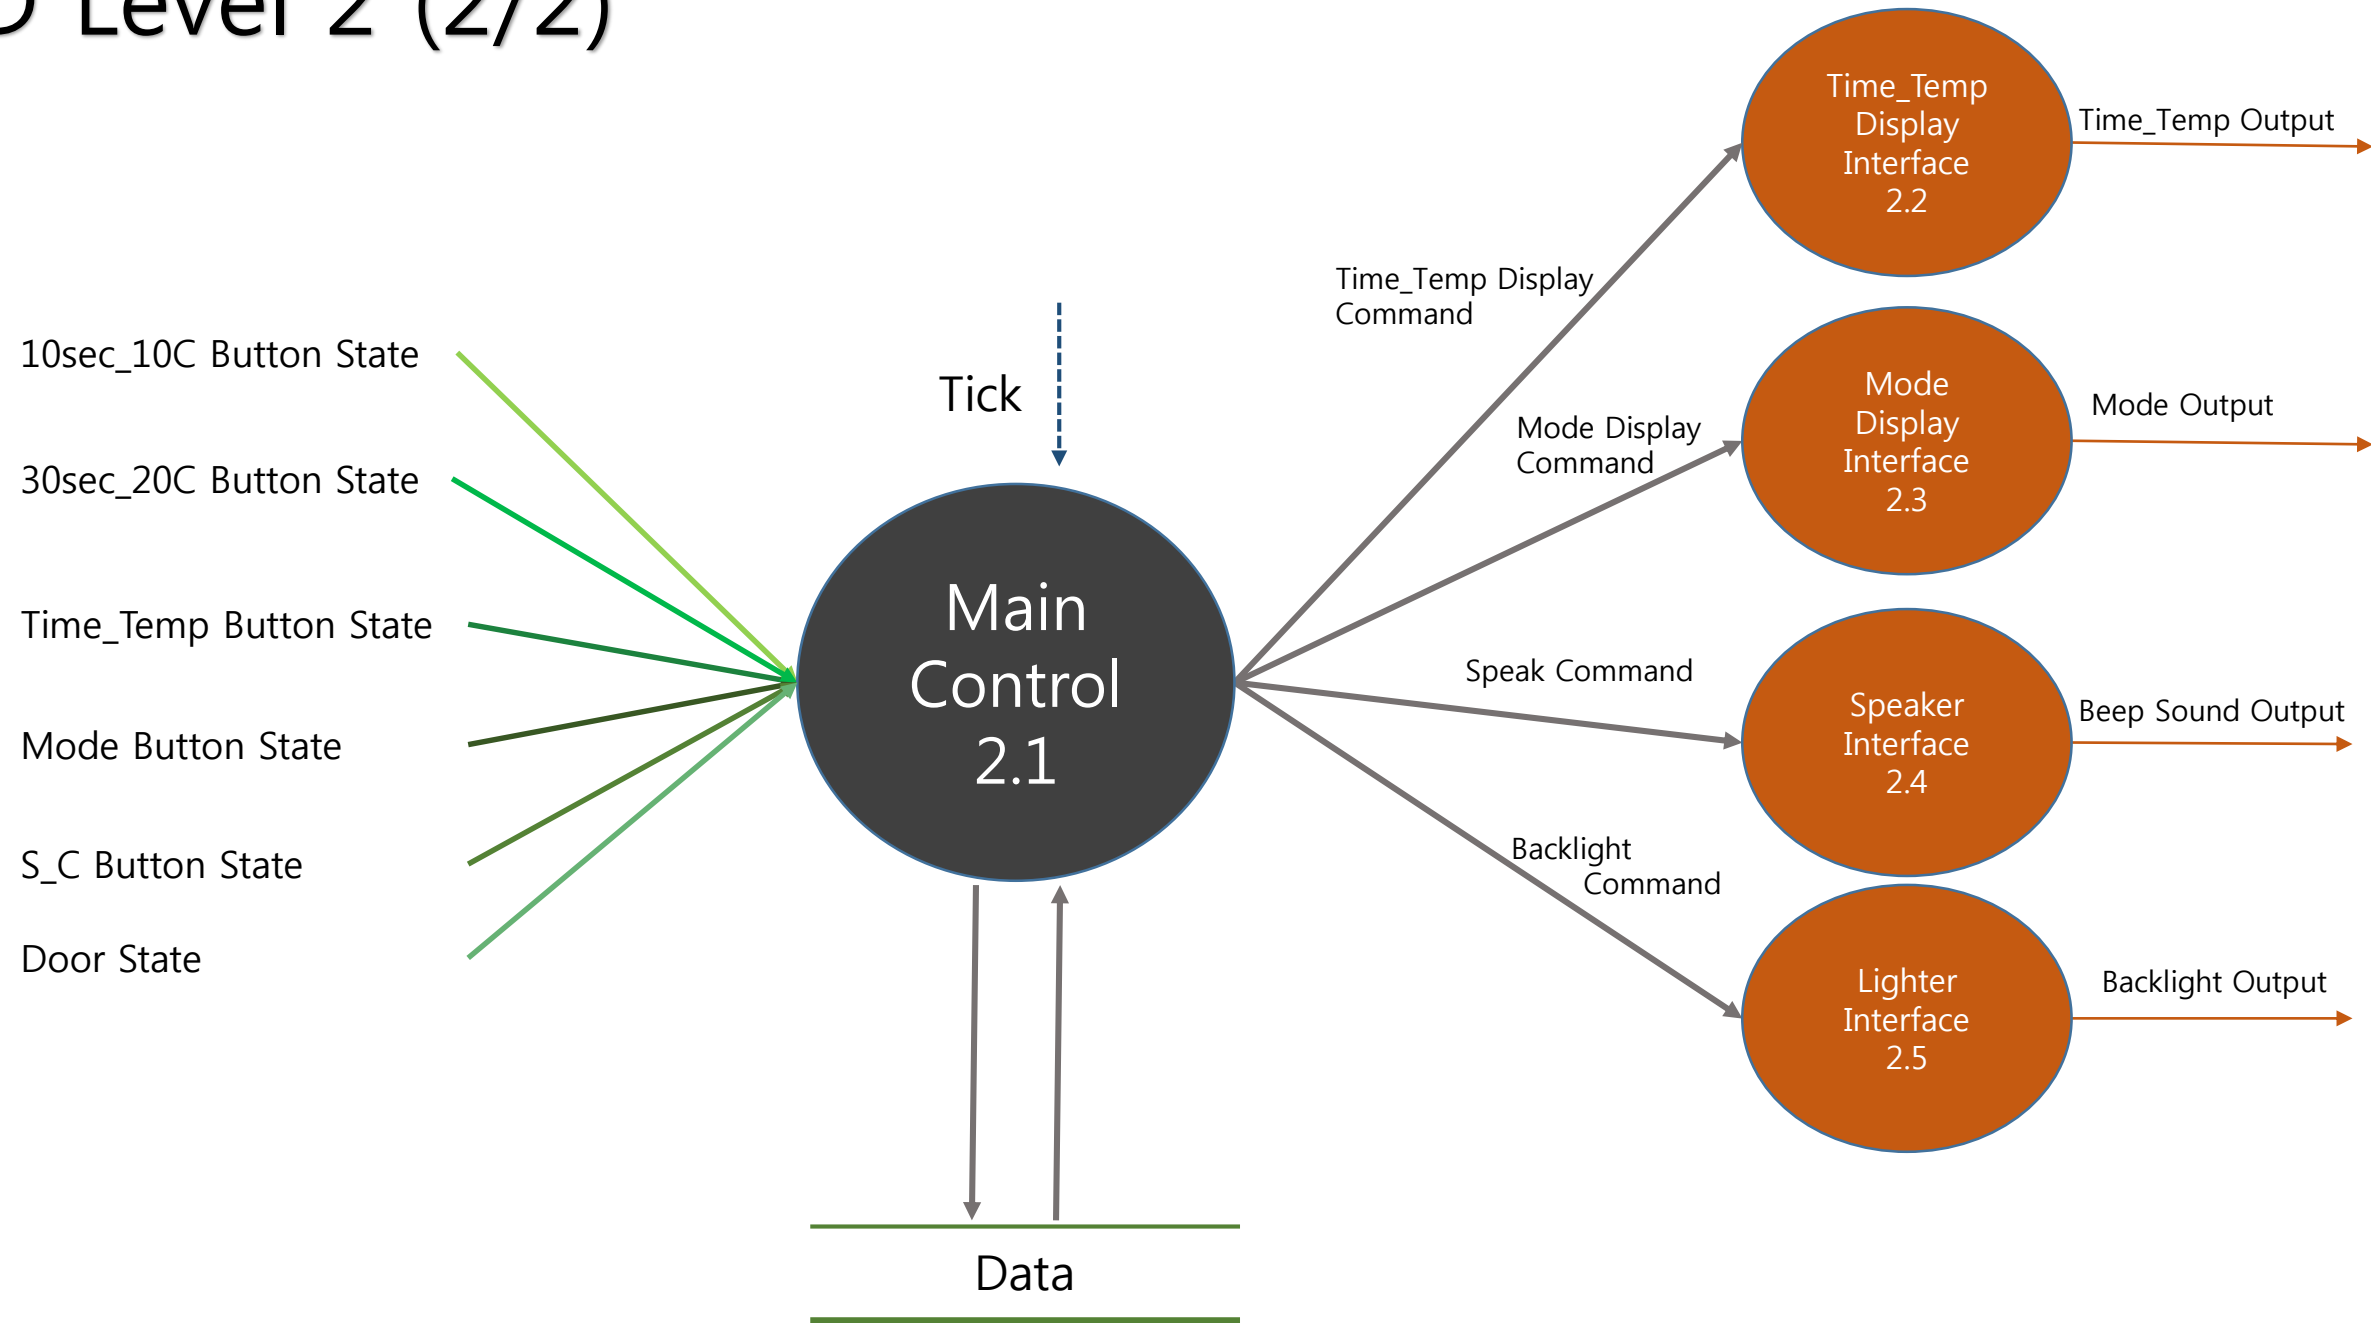 D Level 2 (2/2)
10sec_10C Button State
30sec_20C Button State
Time_Temp Button State
Mode Button State
S_C Button State
Door State
Tick
Main
Control
2.1
Data
Time_Temp Display
Command
Mode Display
Command
Speak Command
Backlight
Command
Time_Temp
Display
Interface
2.2
Mode
Display
Interface
2.3
Speaker
Interface
2.4
Lighter
Interface
2.5
Time_Temp Output
Mode Output
Beep Sound Output
Backlight Output